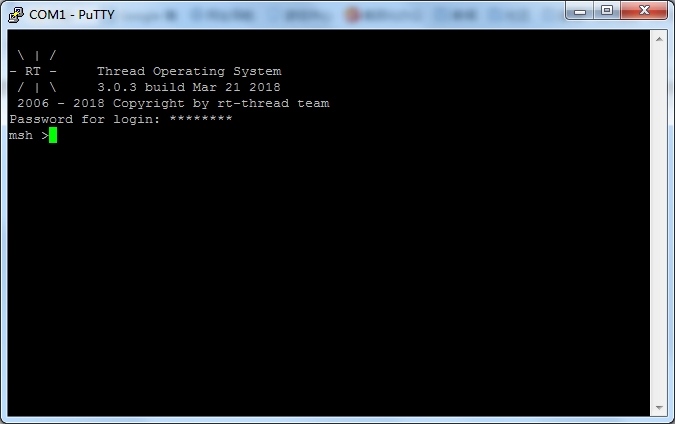 COM1 - PuTTY
 \ | /
- RT -     Thread Operating System
 / | \     3.0.3 build Mar 21 2018
 2006 - 2018 Copyright by rt-thread team
Password for login: ********
msh >